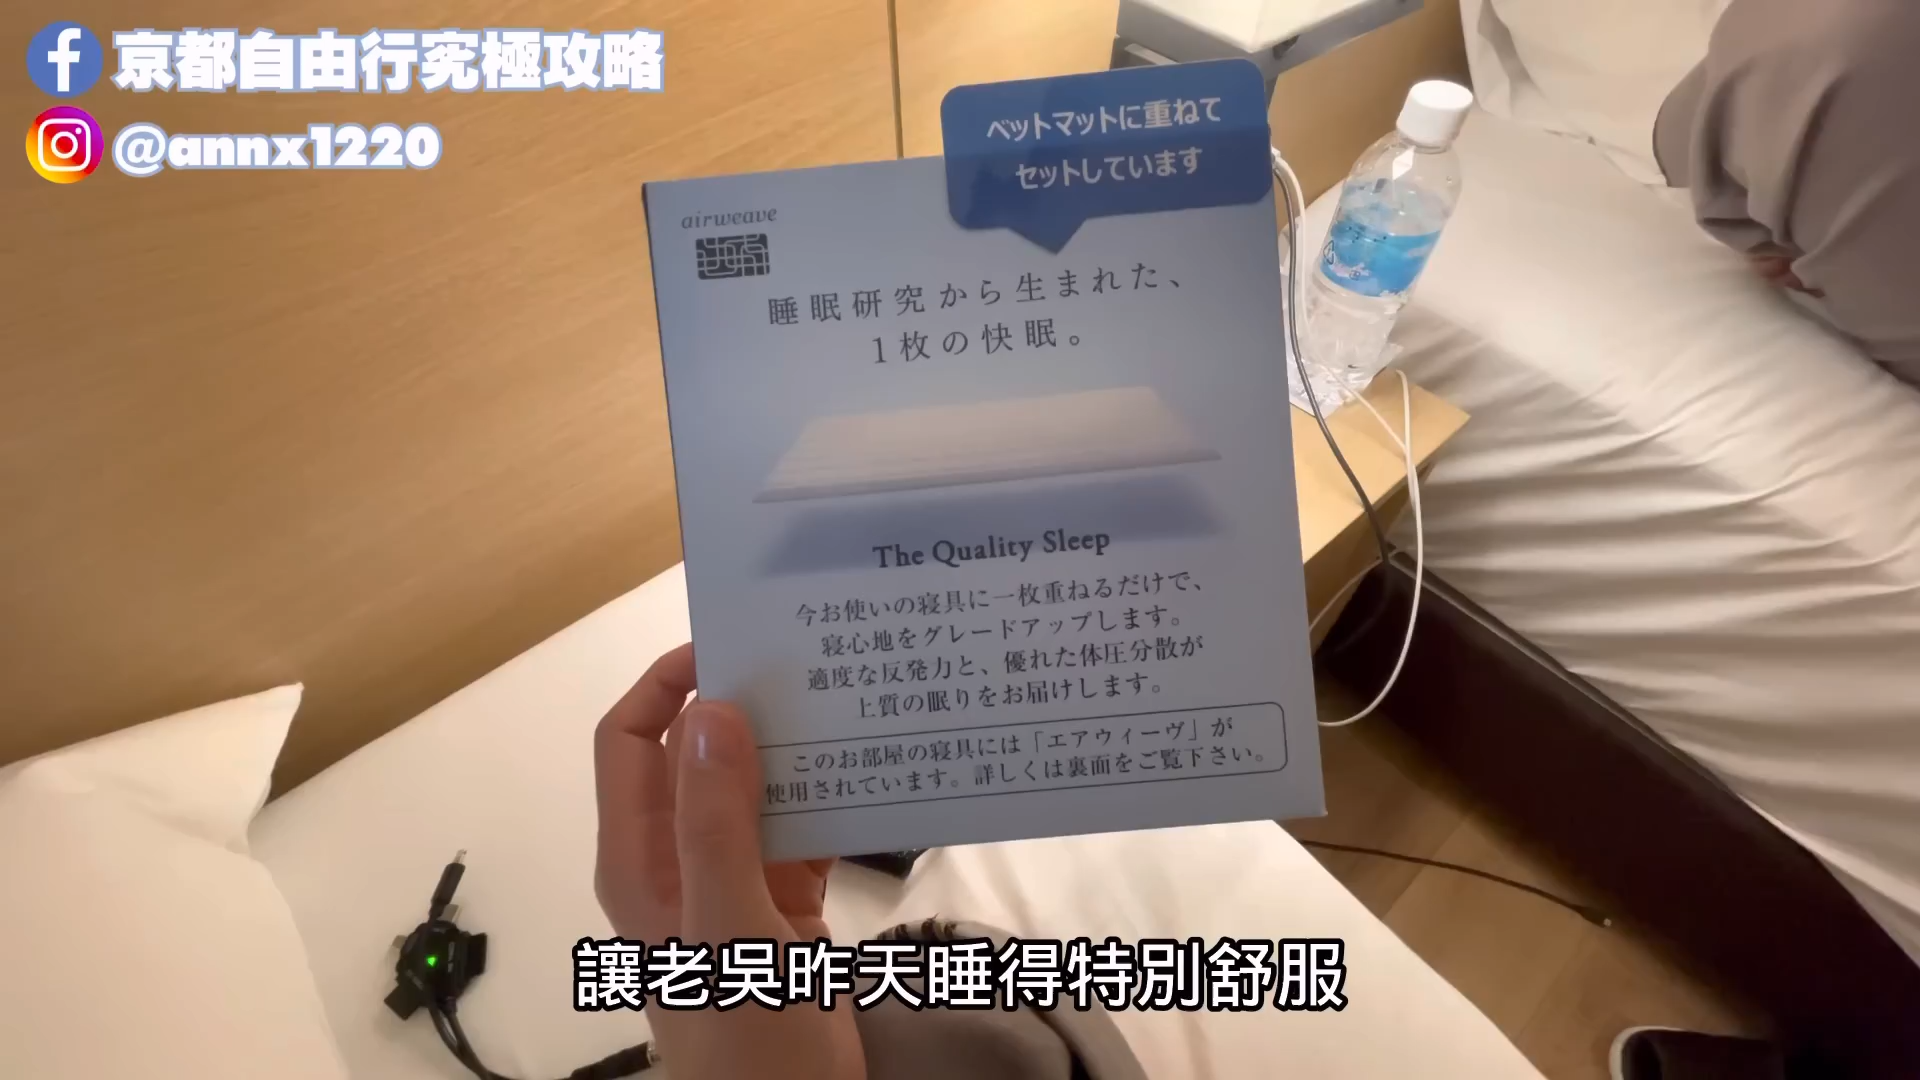 京都自由行究極攻略
@annx1220
ベットマットに重ねて
セットしています
airweave
睡眠研究から生まれた、
1枚の快眠。
The Quality Sleep
今お使いの寝具に一枚重ねるだけで、
寝心地をグレードアップします。
適度な反発力と、優れた体圧分散が
上質の眠りをお届けします。
このお部屋の寝具には「エアウィーヴ」が
使用されています。詳しくは裏面をご覧下さい。
讓老吳昨天睡得特別舒服